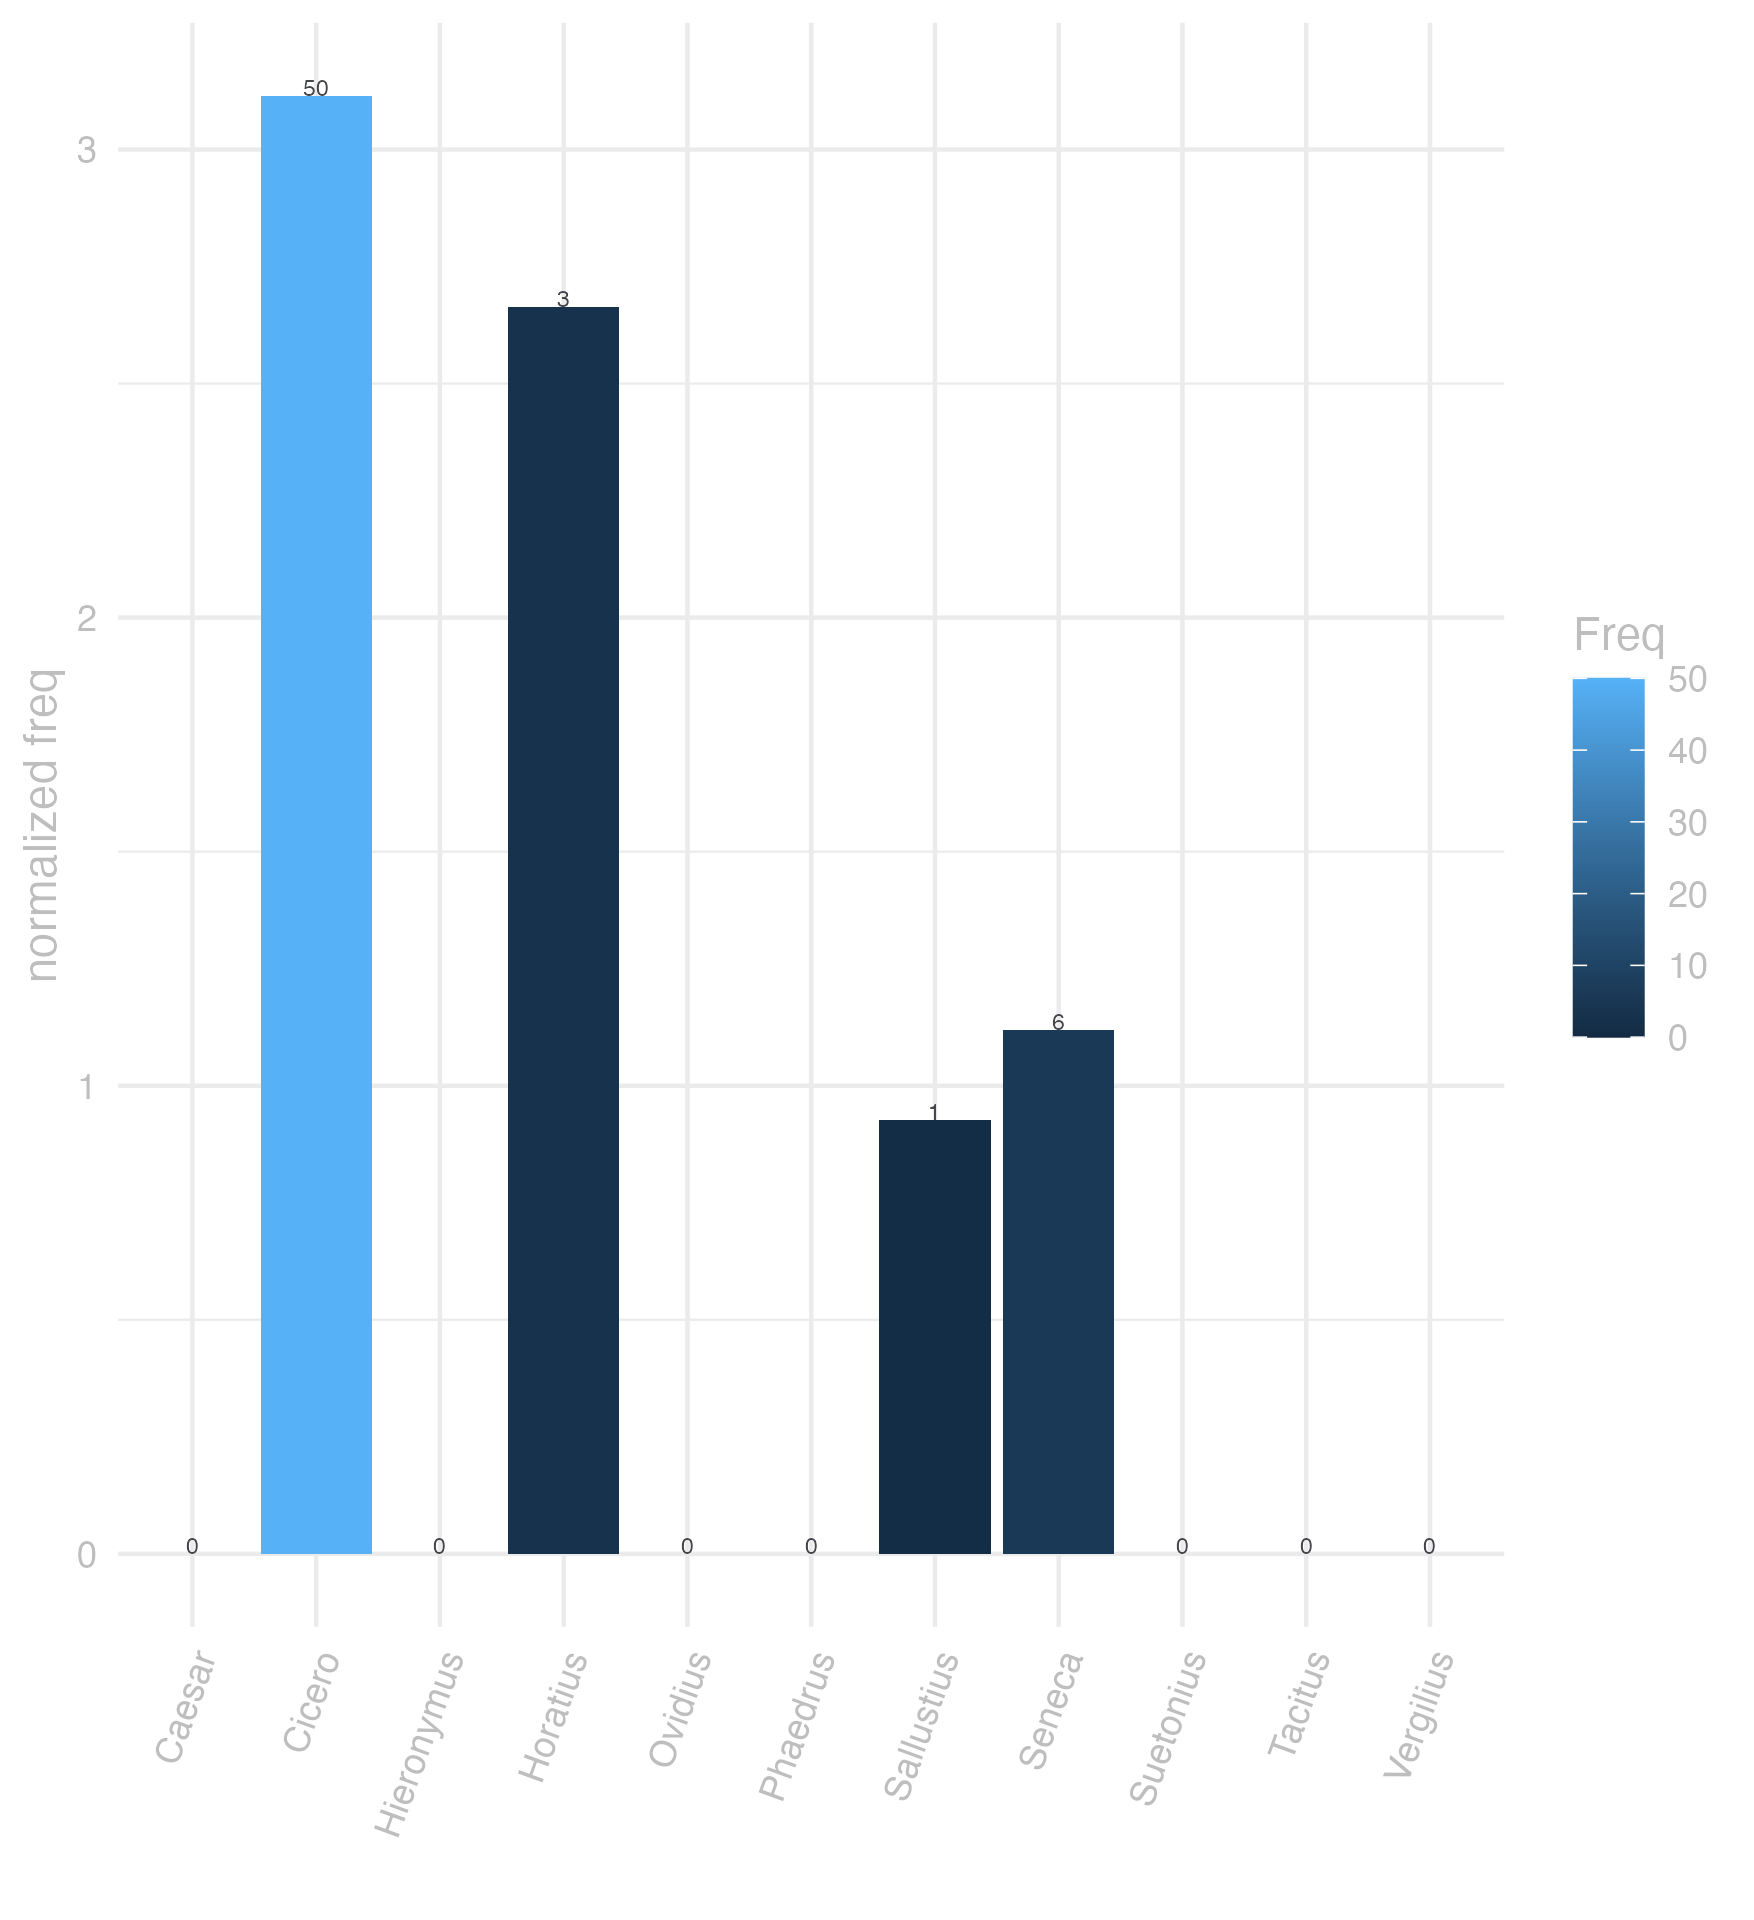 50
3
3
2
6
1
1
0
0
0
0
0
0
0
0
normalized freq
Caesar
Cicero
Hieronymus
Horatius
Ovidius
Phaedrus
Sallustius
Seneca
Suetonius
Tacitus
Vergilius
Freq
50
40
30
20
10
0